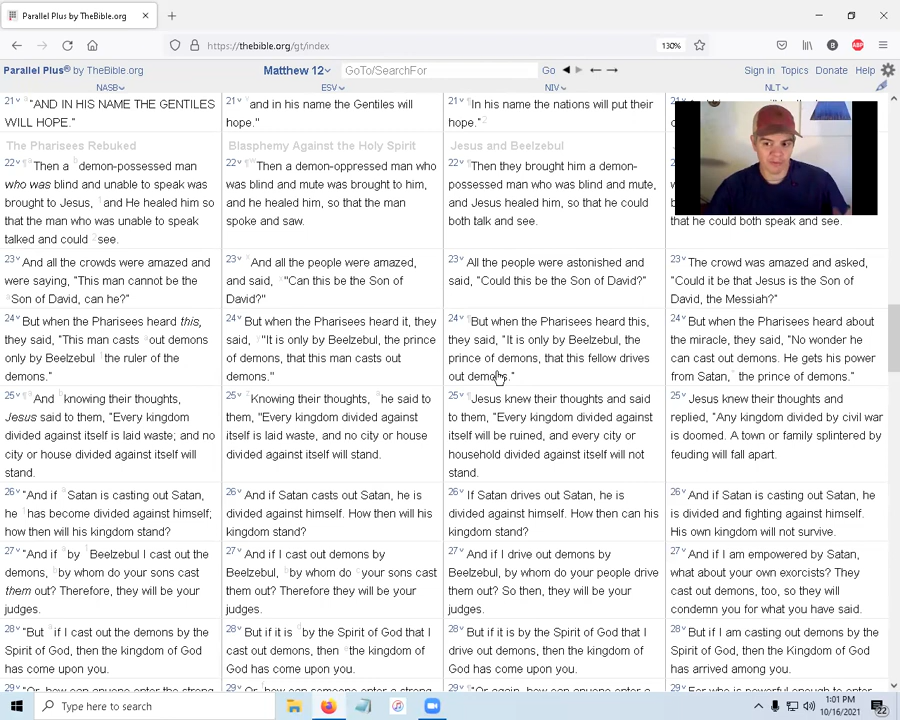 Parallel Plus by TheBible.org
https://thebible.org/gt/index
130%
Parallel Plus® by TheBible.org
Matthew 12
GoTo/SearchFor
Go
Sign in Topics Donate Help
NASB
ESV
NIV
NLT
21 "AND IN HIS NAME THE GENTILES
WILL HOPE."
The Pharisees Rebuked
22 Then a demon-possessed man
who was blind and unable to speak was
brought to Jesus, and He healed him so
that the man who was unable to speak
talked and could see.
23 And all the crowds were amazed and
were saying, "This man cannot be the
Son of David, can he?"
24 But when the Pharisees heard this,
they said, "This man casts out demons
only by Beelzebul the ruler of the
demons."
25 And knowing their thoughts,
Jesus said to them, "Every kingdom
divided against itself is laid waste; and no
city or house divided against itself will
stand.
26 "And if Satan is casting out Satan,
he has become divided against himself;
how then will his kingdom stand?
27 "And if by Beelzebul I cast out the
demons, by whom do your sons cast
them out? Therefore, they will be your
judges.
28 "But if I cast out the demons by the
Spirit of God, then the kingdom of God
has come upon you.
29 "Or, how can anyone enter the strong
21 and in his name the Gentiles will
hope."
Blasphemy Against the Holy Spirit
22 Then a demon-oppressed man who
was blind and mute was brought to him,
and he healed him, so that the man
spoke and saw.
23 And all the people were amazed,
and said, "Can this be the Son of
David?"
24 But when the Pharisees heard it, they
said, "It is only by Beelzebul, the prince
of demons, that this man casts out
demons."
25 Knowing their thoughts, he said to
them, "Every kingdom divided against
itself is laid waste, and no city or house
divided against itself will stand.
26 And if Satan casts out Satan, he is
divided against himself. How then will his
kingdom stand?
27 And if I cast out demons by
Beelzebul, by whom do your sons cast
them out? Therefore they will be your
judges.
28 But if it is by the Spirit of God that I
cast out demons, then the kingdom of
God has come upon you.
29 Or how can someone enter a strong
21 In his name the nations will put their
hope."
Jesus and Beelzebul
22 Then they brought him a demon-
possessed man who was blind and mute,
and Jesus healed him, so that he could
both talk and see.
23 All the people were astonished and
said, "Could this be the Son of David?"
24 But when the Pharisees heard this,
they said, "It is only by Beelzebul, the
prince of demons, that this fellow drives
out demons."
25 Jesus knew their thoughts and said
to them, "Every kingdom divided against
itself will be ruined, and every city or
household divided against itself will not
stand.
26 If Satan drives out Satan, he is
divided against himself. How then can his
kingdom stand?
27 And if I drive out demons by
Beelzebul, by whom do your people drive
them out? So then, they will be your
judges.
28 But if it is by the Spirit of God that I
drive out demons, then the kingdom of
God has come upon you.
29 "Or again, how can anyone enter a
21
that he could both speak and see.
23 The crowd was amazed and asked,
"Could it be that Jesus is the Son of
David, the Messiah?"
24 But when the Pharisees heard about
the miracle, they said, "No wonder he
can cast out demons. He gets his power
from Satan, the prince of demons."
25 Jesus knew their thoughts and
replied, "Any kingdom divided by civil war
is doomed. A town or family splintered by
feuding will fall apart.
26 And if Satan is casting out Satan, he
is divided and fighting against himself.
His own kingdom will not survive.
27 And if I am empowered by Satan,
what about your own exorcists? They
cast out demons, too, so they will
condemn you for what you have said.
28 But if I am casting out demons by the
Spirit of God, then the Kingdom of God
has arrived among you.
29 For who is powerful enough to enter
Type here to search
1:01 PM
10/16/2021
22